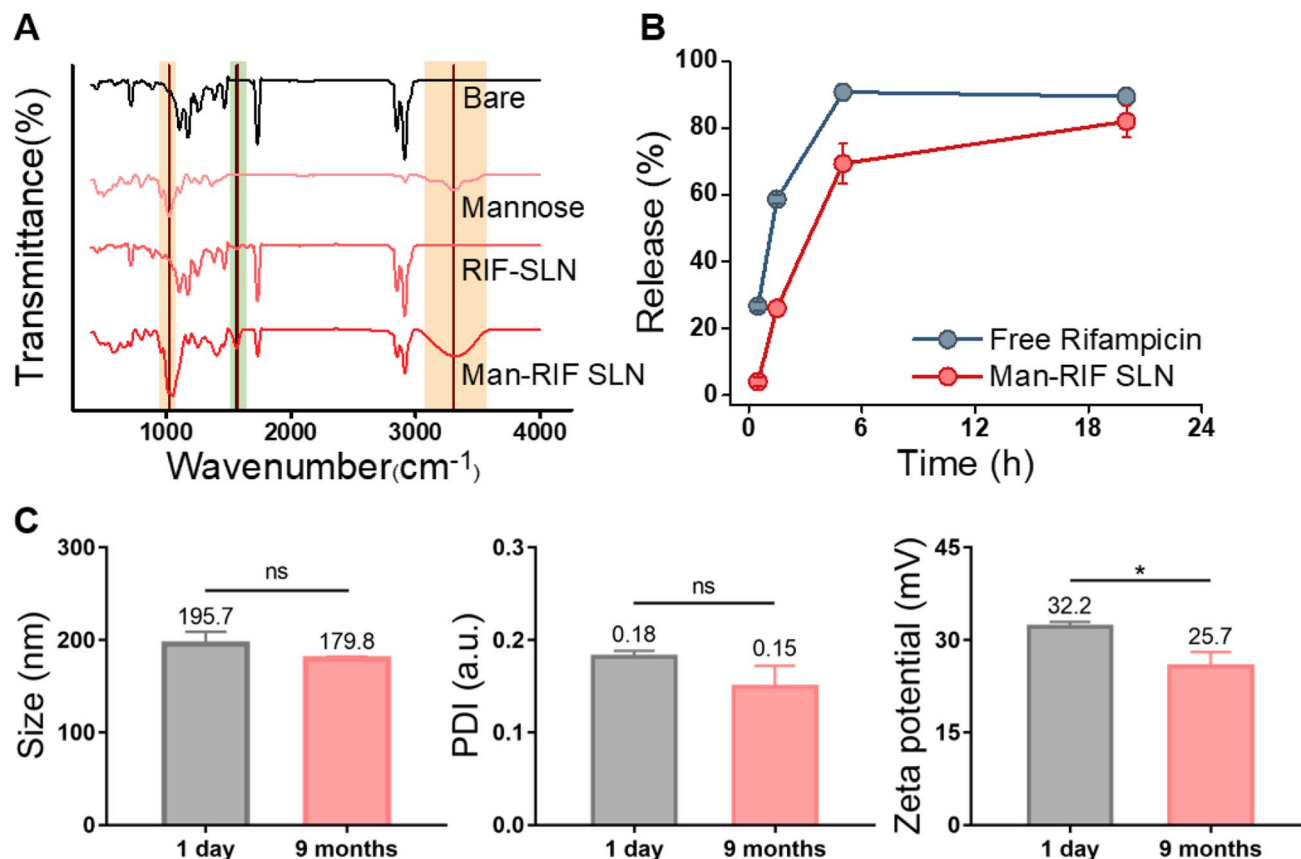 A
Transmittance(%)
Bare
Mannose
RIF-SLN
Man-RIF SLN
1000 2000 3000 4000
Wavenumber(cm-1)
B
Release (%)
100
80
60
40
20
0
Free Rifampicin
Man-RIF SLN
0 6 12 18 24
Time (h)
C
Size (nm)
300
200
100
0
ns
195.7
179.8
1 day 9 months
PDI (a.u.)
0.3
0.2
0.1
0.0
ns
0.18
0.15
1 day 9 months
Zeta potential (mV)
45
30
15
0
*
32.2
25.7
1 day 9 months